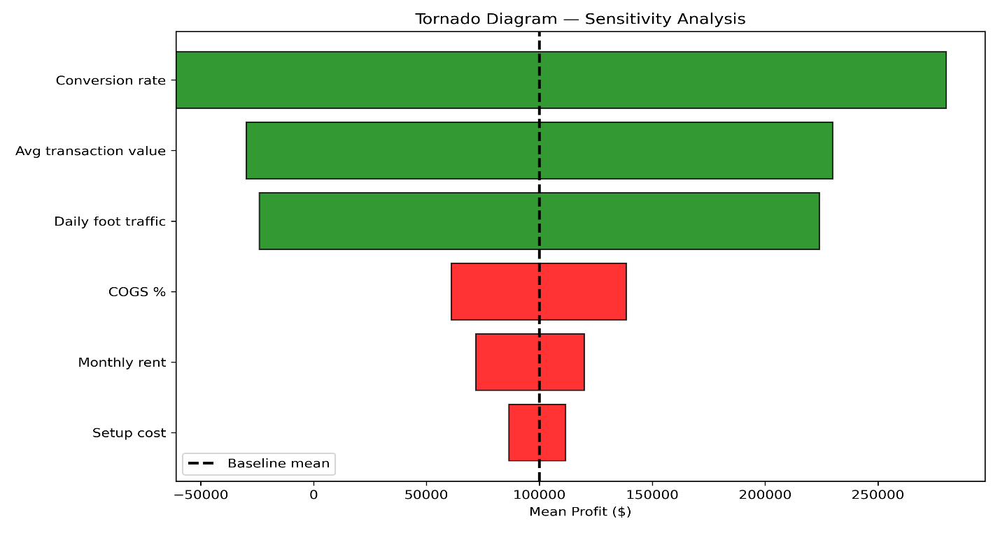 Tornado Diagram — Sensitivity Analysis
Conversion rate
Avg transaction value
Daily foot traffic
COGS %
Monthly rent
Setup cost
Baseline mean
−50000 0 50000 100000 150000 200000 250000
Mean Profit ($)